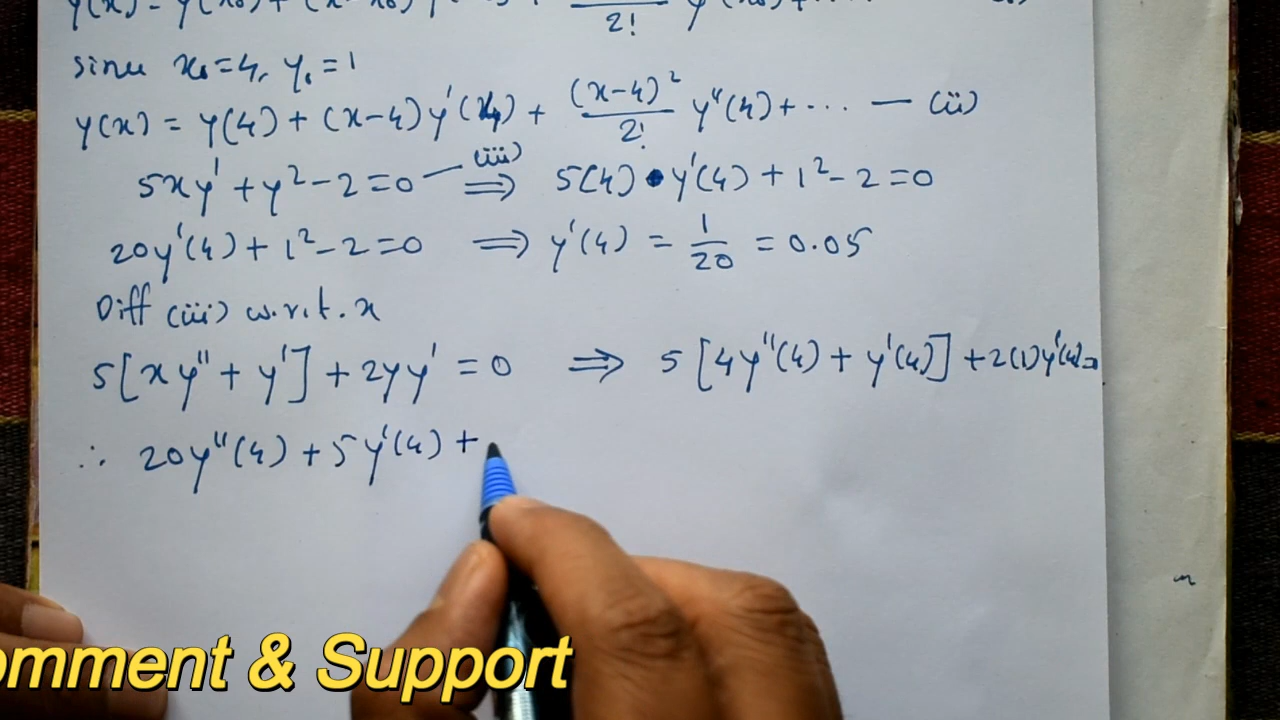 2!
since x₀=4, y₀=1
y(x) = y(4) + (x-4)y'(x4) + (x-4)²/2! y''(4) + ... — (ii)
5xy' + y² - 2 = 0 — (iii) ⟹ 5(4) • y'(4) + 1² - 2 = 0
20y'(4) + 1² - 2 = 0 ⟹ y'(4) = 1/20 = 0.05
Diff (iii) w.r.t. x
5[xy'' + y'] + 2yy' = 0 ⟹ 5[4y''(4) + y'(4)] + 2(1)y'(4) =
∴ 20y''(4) + 5y'(4) +
omment & Support